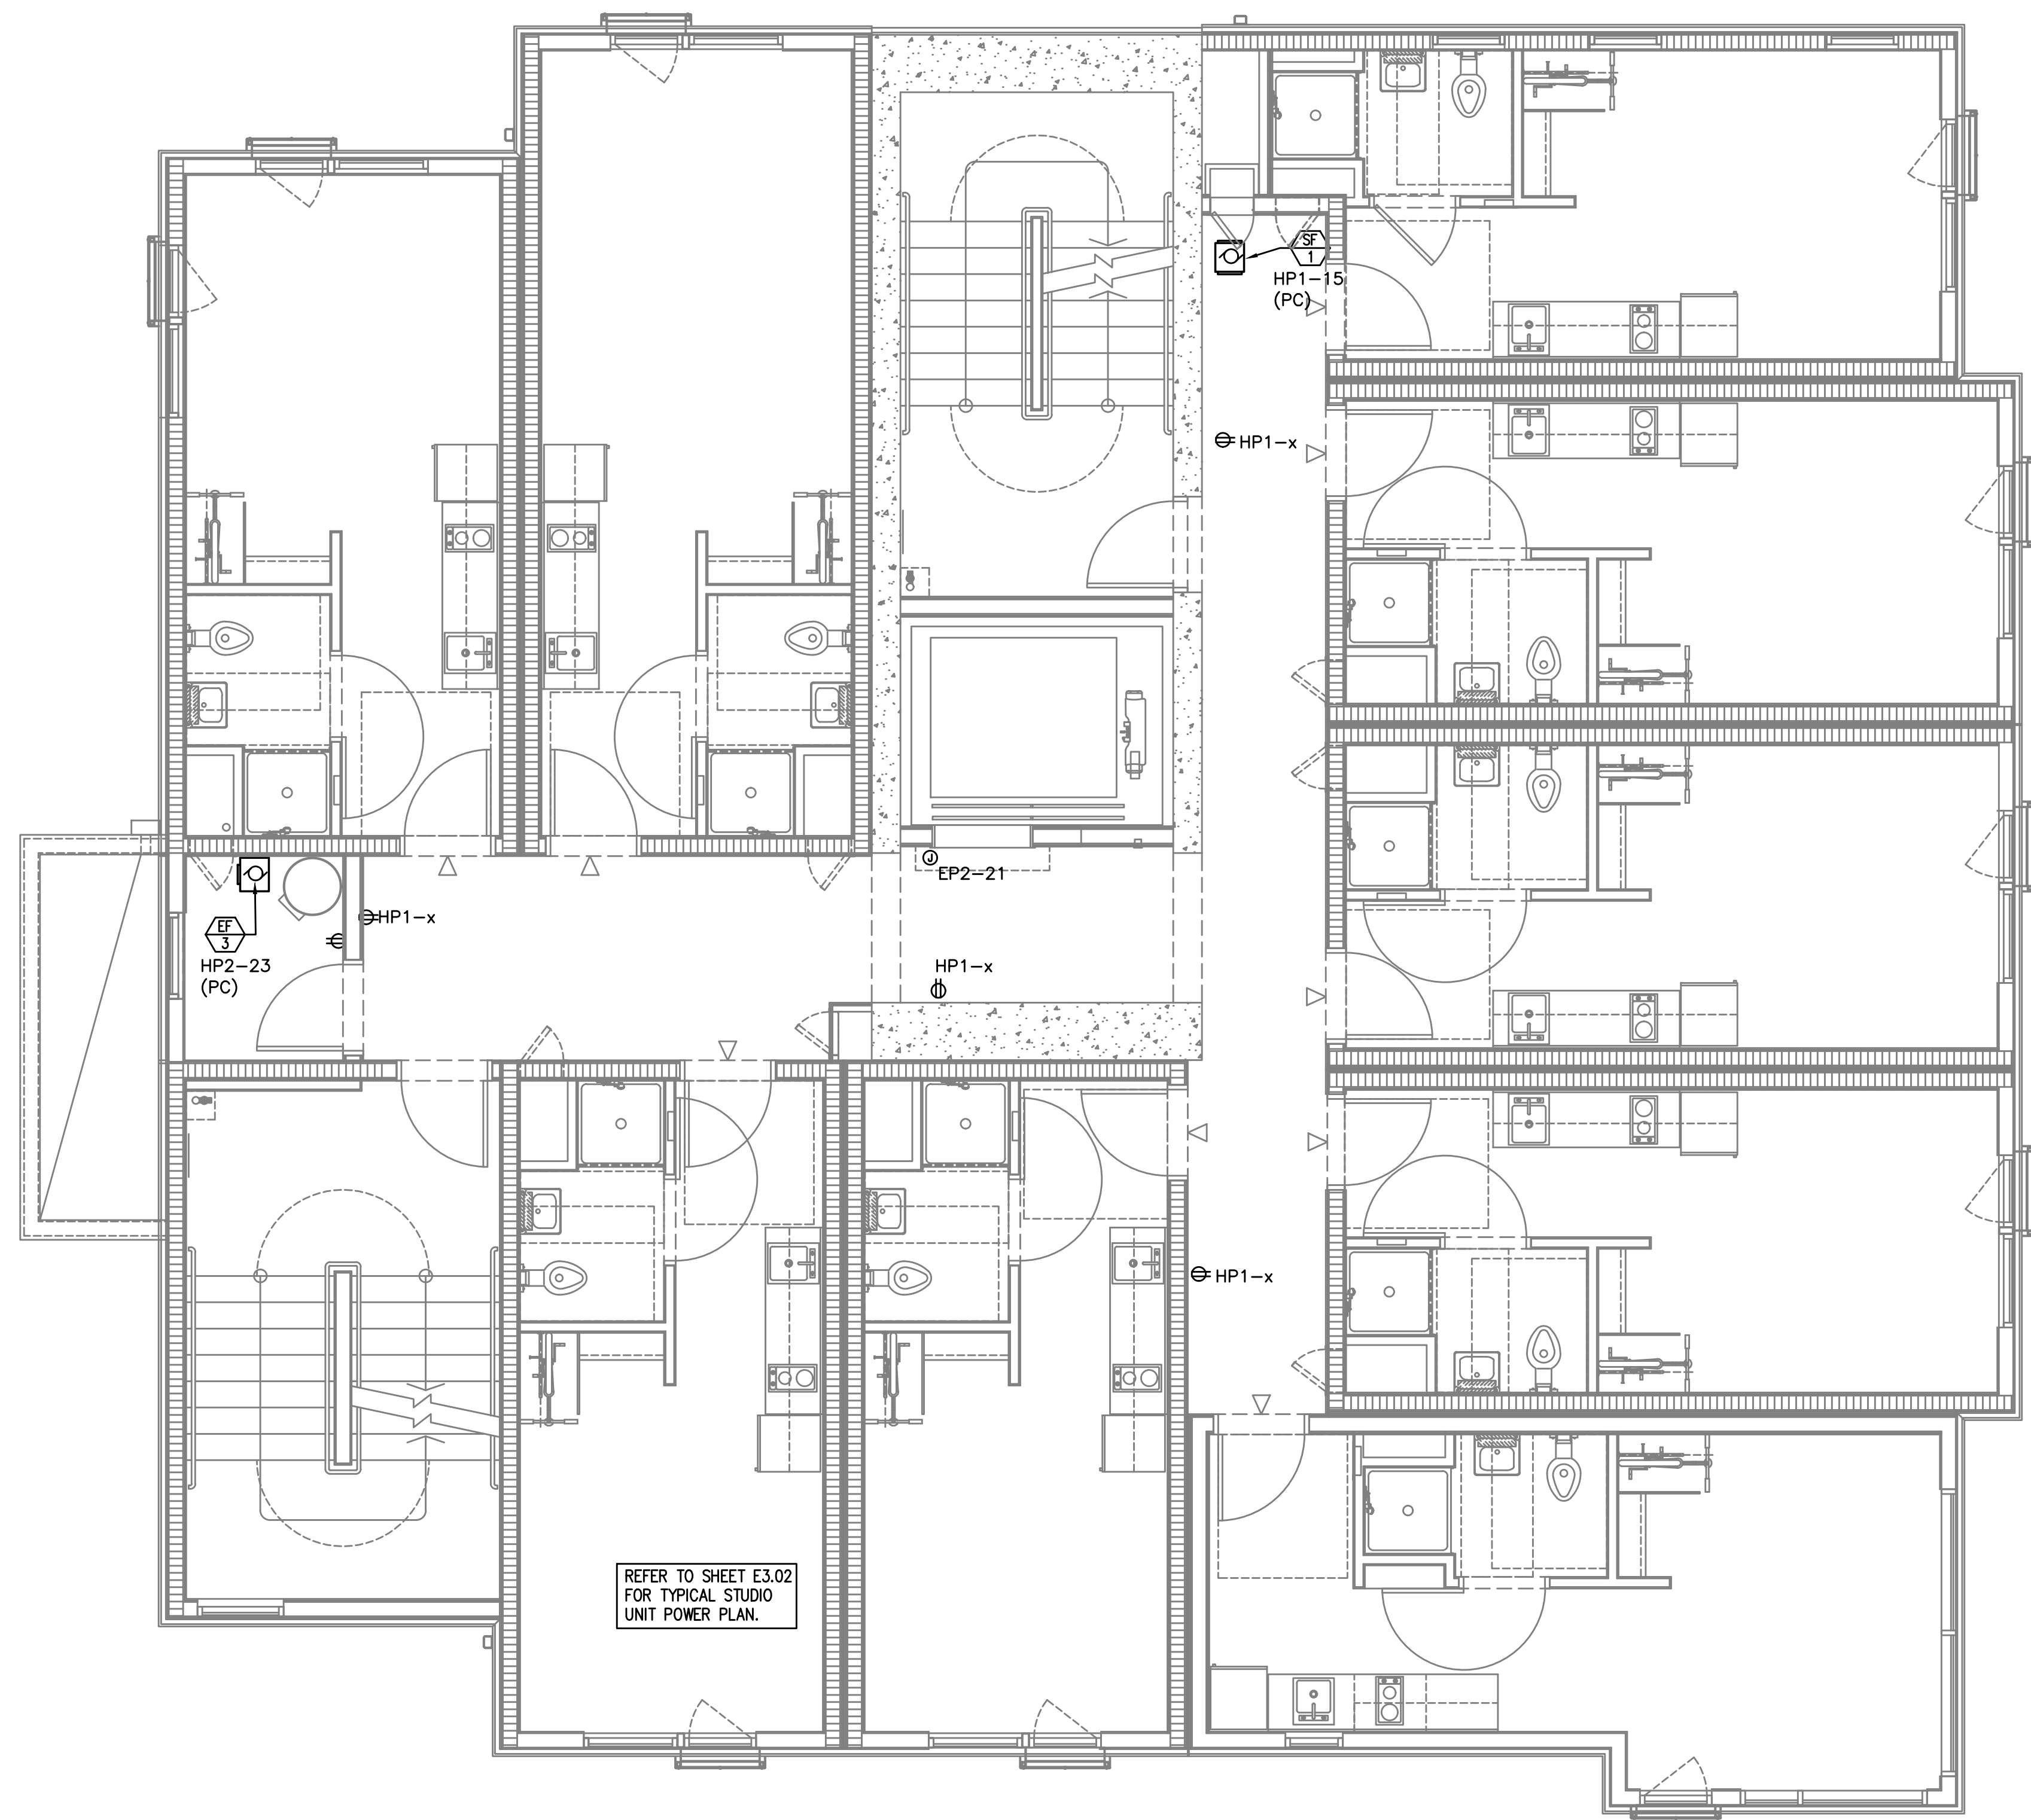 SF
1
HP1-15
(PC)
HP1-x
J
EP2-21
HP1-x
EF
3
HP2-23
(PC)
HP1-x
HP1-x
REFER TO SHEET E3.02
FOR TYPICAL STUDIO
UNIT POWER PLAN.